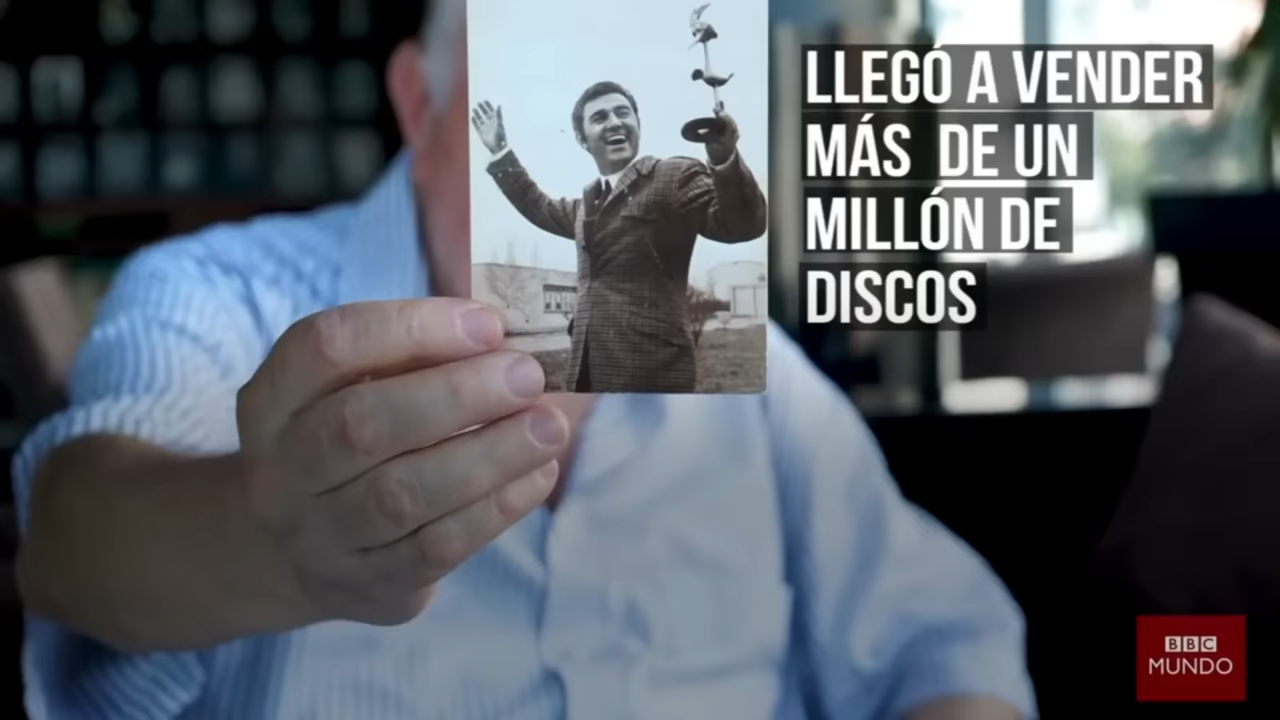 LLEGÓ A VENDER
MÁS DE UN
MILLÓN DE
DISCOS
BBC
MUNDO